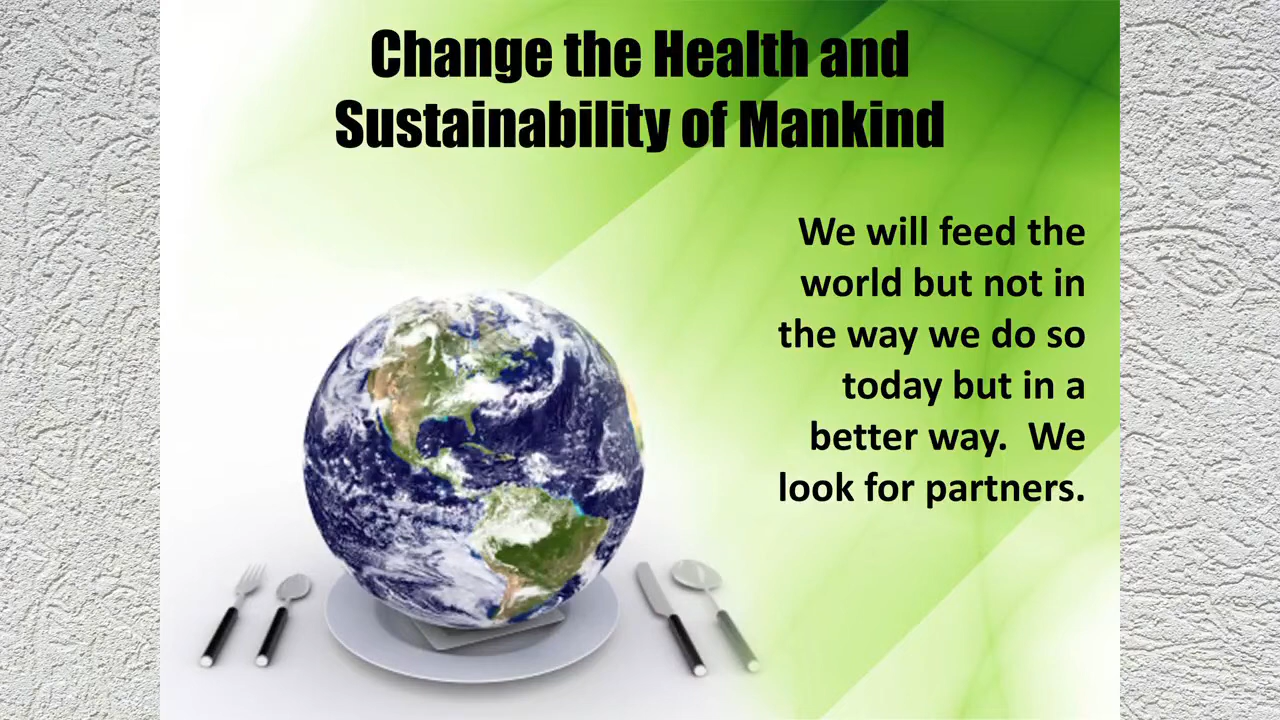 Change the Health and
Sustainability of Mankind
We will feed the
world but not in
the way we do so
today but in a
better way.  We
look for partners.